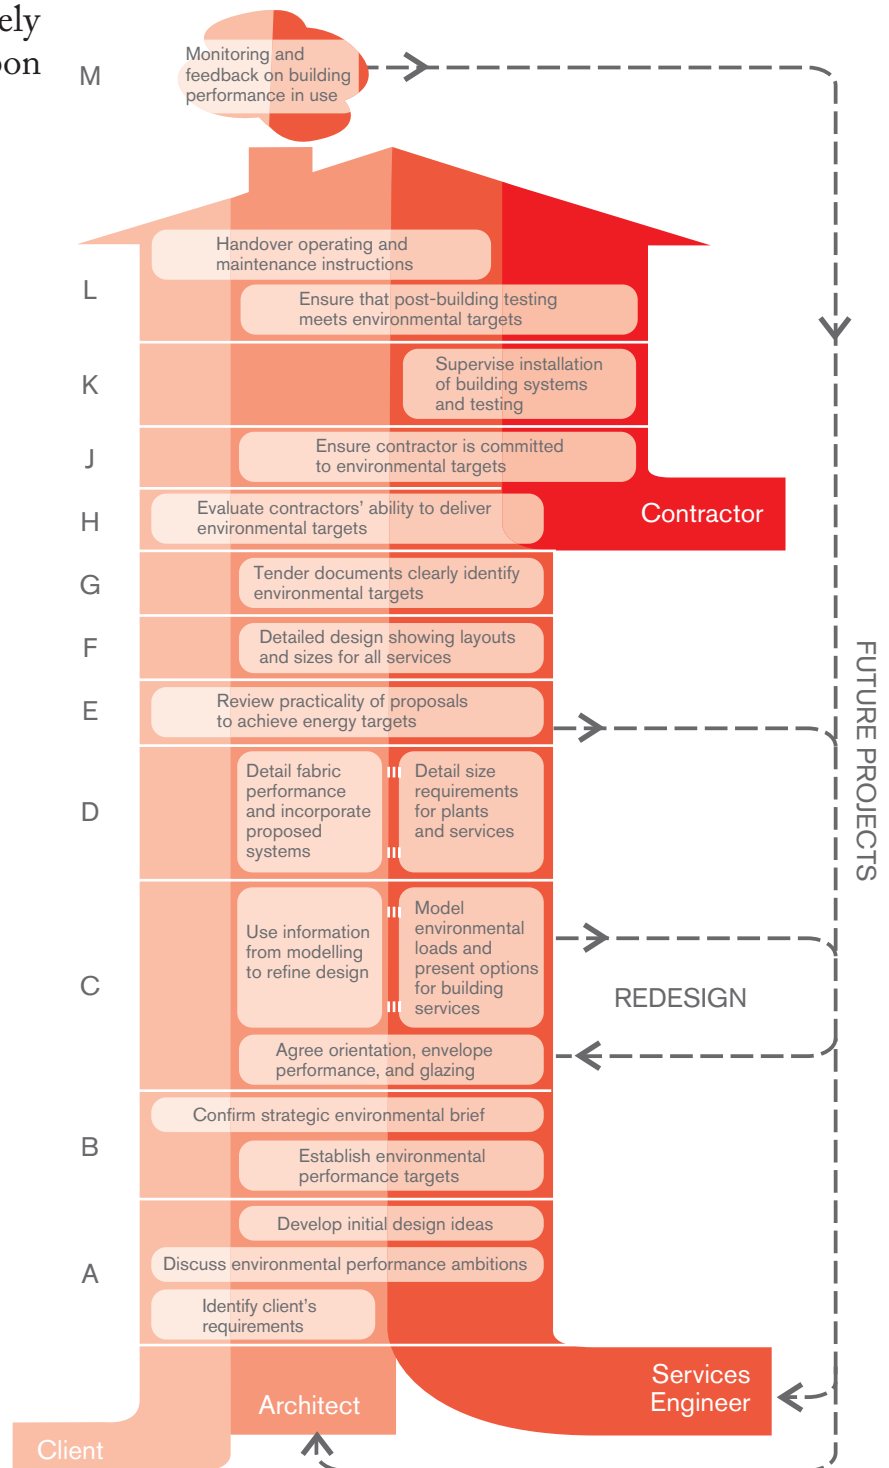 ely
oon
M
Monitoring and
feedback on building
performance in use
L
Handover operating and
maintenance instructions
Ensure that post-building testing
meets environmental targets
K
Supervise installation
of building systems
and testing
J
Ensure contractor is committed
to environmental targets
H
Evaluate contractors’ ability to deliver
environmental targets
Contractor
G
Tender documents clearly identify
environmental targets
F
Detailed design showing layouts
and sizes for all services
E
Review practicality of proposals
to achieve energy targets
FUTURE PROJECTS
D
Detail fabric
performance
and incorporate
proposed
systems
Detail size
requirements
for plants
and services
C
Use information
from modelling
to refine design
Model
environmental
loads and
present options
for building
services
REDESIGN
Agree orientation, envelope
performance, and glazing
B
Confirm strategic environmental brief
Establish environmental
performance targets
A
Develop initial design ideas
Discuss environmental performance ambitions
Identify client’s
requirements
Services
Engineer
Architect
Client